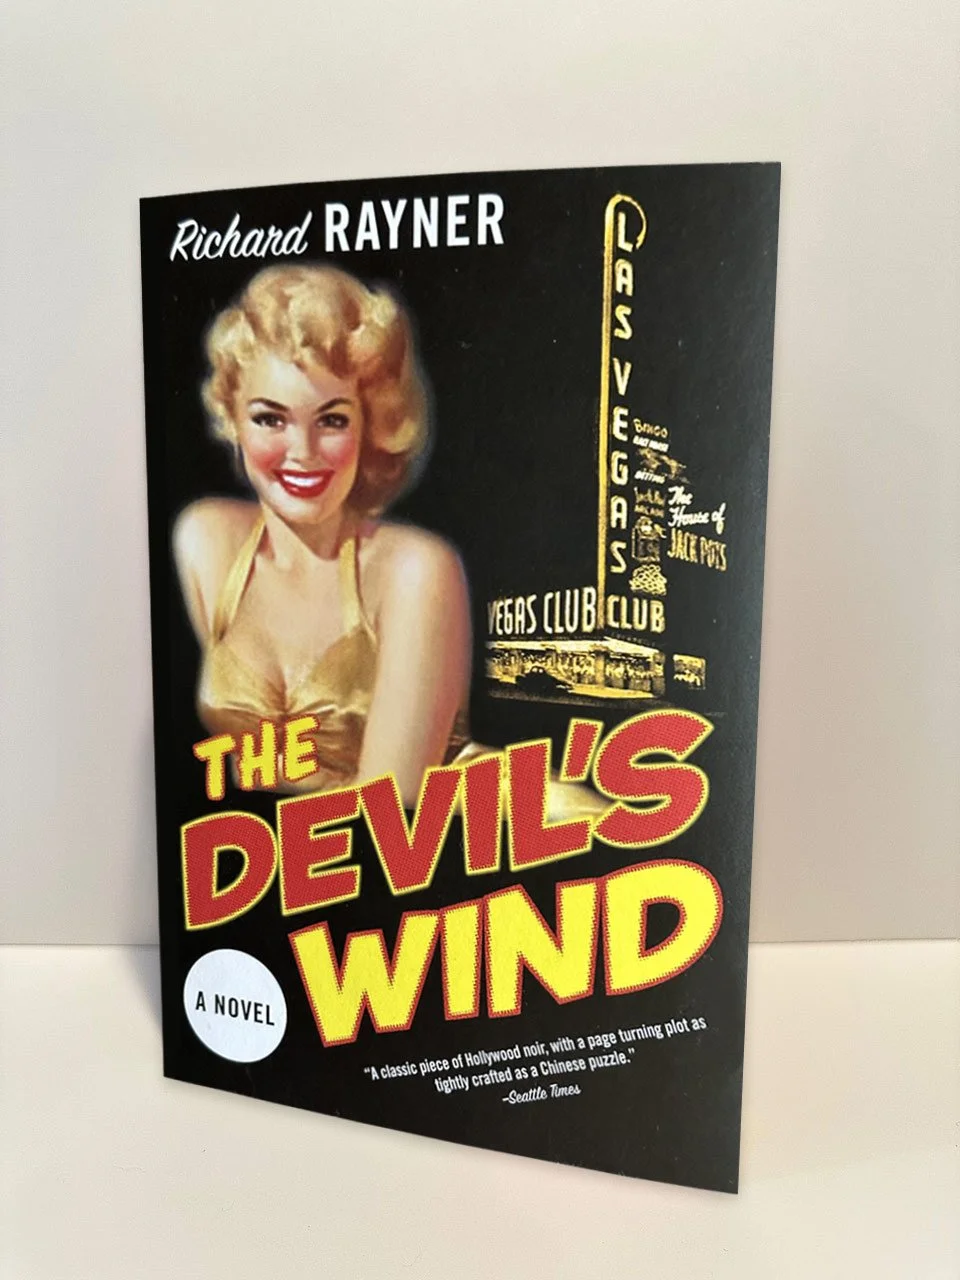 Richard RAYNER
LAS VEGAS
BINGO
The
House of
JACK POTS
VEGAS CLUB CLUB
THE
DEVIL'S
WIND
A NOVEL
“A classic piece of Hollywood noir, with a page turning plot as
tightly crafted as a Chinese puzzle.”
–Seattle Times